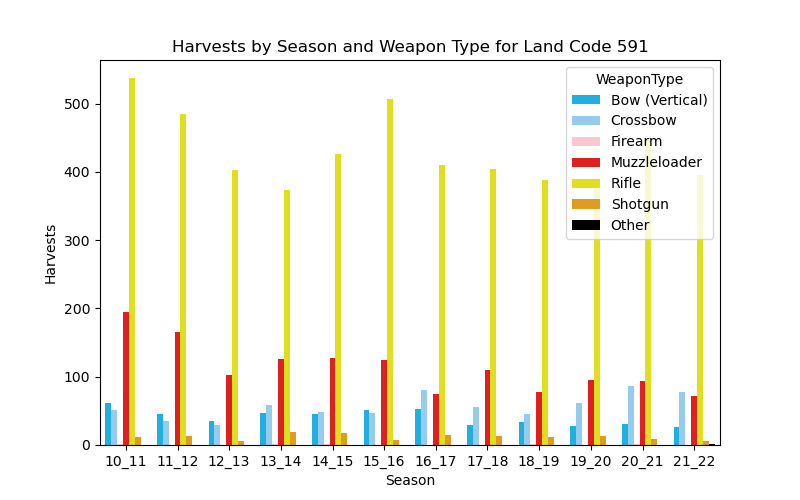 Harvests by Season and Weapon Type for Land Code 591
Harvests
500
400
300
200
100
0
WeaponType
Bow (Vertical)
Crossbow
Firearm
Muzzleloader
Rifle
Shotgun
Other
10_11 11_12 12_13 13_14 14_15 15_16 16_17 17_18 18_19 19_20 20_21 21_22
Season